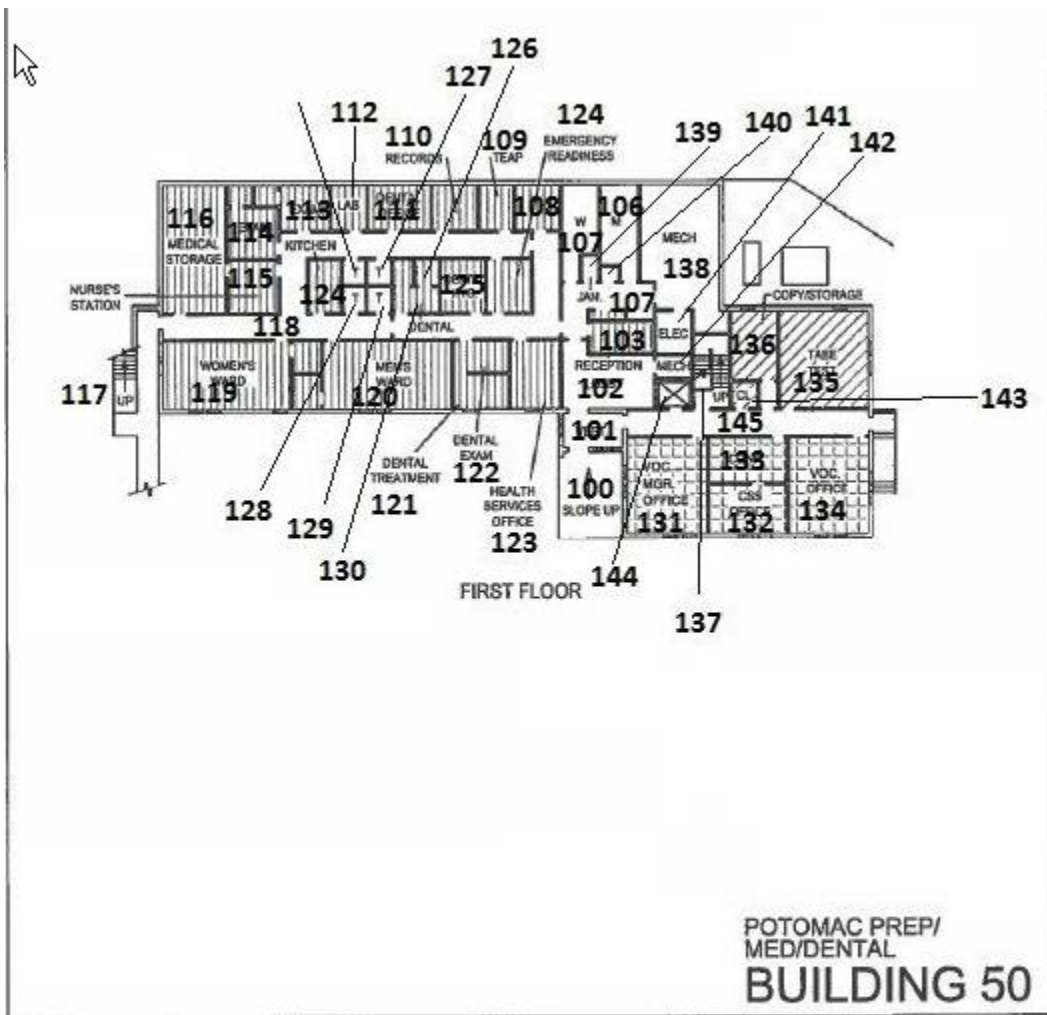 126
127
112
124
141
110
109
139
140
142
RECORDS
TEAP
EMERGENCY
READINESS
116
113
LAB
111
108
W
106
M
114
107
MECH
MEDICAL
STORAGE
KITCHEN
138
115
T
T
124
125
JAN.
COPY/STORAGE
NURSE'S
STATION
T
T
107
118
DENTAL
103
ELEC
136
WOMEN'S
WARD
MEN'S
WARD
RECEPTION
MECH
TABE
117
UP
119
120
102
UP
CL
135
143
101
145
DENTAL
EXAM
122
DENTAL
TREATMENT
121
100
SLOPE UP
VOC.
MGR.
OFFICE
131
133
CSS
OFFICE
132
VOC.
OFFICE
134
128
129
HEALTH
SERVICES
OFFICE
123
130
144
FIRST FLOOR
137
POTOMAC PREP/
MED/DENTAL
BUILDING 50